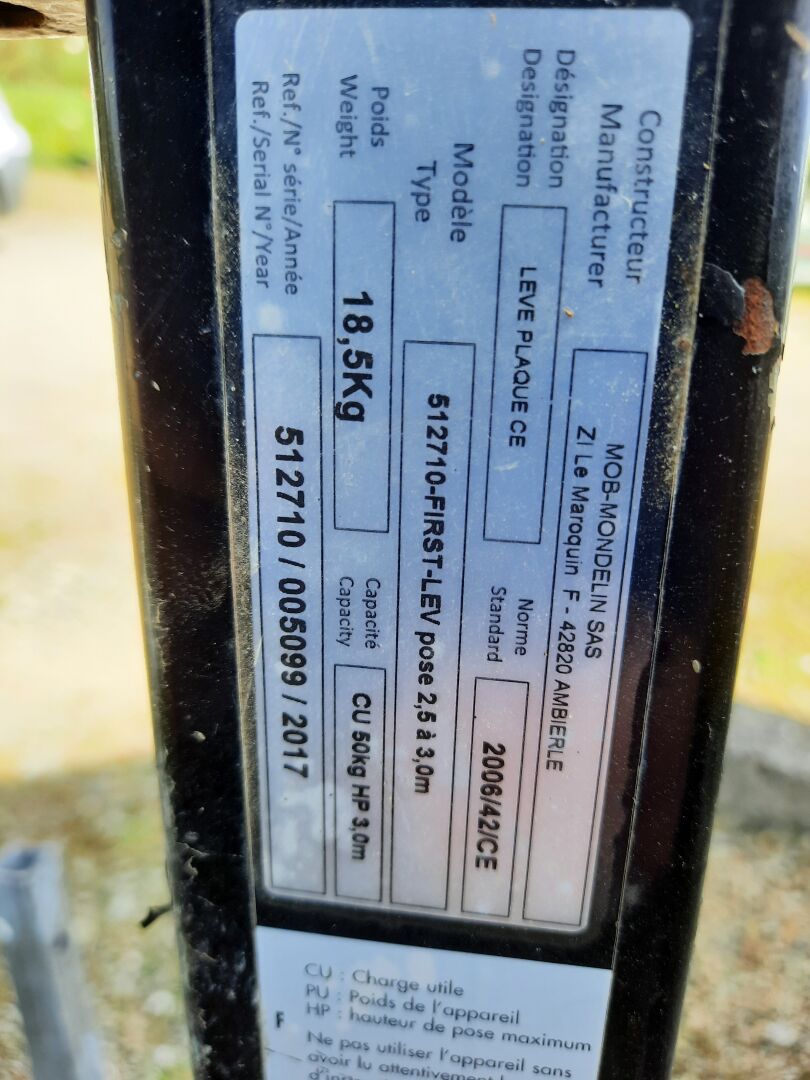 Constructeur
Manufacturer
MOB-MONDELIN SAS
ZI Le Maroquin F - 42820 AMBIERLE
Désignation
Designation
LEVE PLAQUE CE
Norme
Standard
2006/42/CE
Modèle
Type
512710-FIRST-LEV pose 2,5 à 3,0m
Poids
Weight
18,5Kg
Capacité
Capacity
CU 50kg HP 3,0m
Ref./N° série/Année
Ref./Serial N°/Year
512710 / 005099 / 2017
CU : Charge utile
PU : Poids de l'appareil
HP : hauteur de pose maximum
F
Ne pas utiliser l'appareil sans
avoir lu attentivement